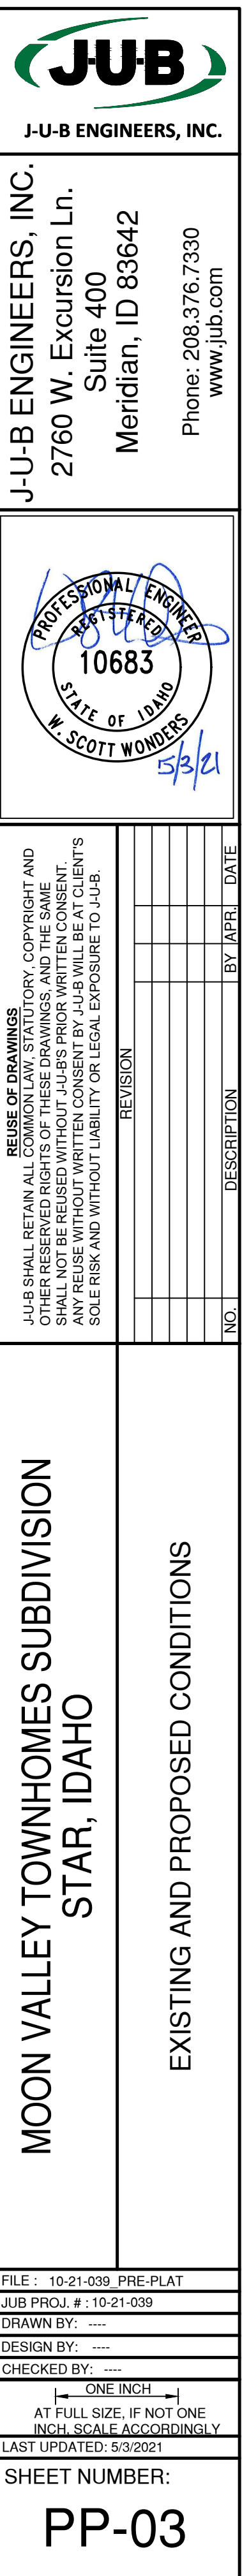 J-U-B
J-U-B ENGINEERS, INC.
J-U-B ENGINEERS, INC.
2760 W. Excursion Ln.
Suite 400
Meridian, ID 83642
Phone: 208.376.7330
www.jub.com
PROFESSIONAL ENGINEER
REGISTERED
10683
STATE OF IDAHO
W. SCOTT WONDERS
5/3/21
REUSE OF DRAWINGS
J-U-B SHALL RETAIN ALL COMMON LAW, STATUTORY, COPYRIGHT AND
OTHER RESERVED RIGHTS OF THESE DRAWINGS, AND THE SAME
SHALL NOT BE REUSED WITHOUT J-U-B'S PRIOR WRITTEN CONSENT.
ANY REUSE WITHOUT WRITTEN CONSENT BY J-U-B WILL BE AT CLIENT'S
SOLE RISK AND WITHOUT LIABILITY OR LEGAL EXPOSURE TO J-U-B.
REVISION
NO. DESCRIPTION BY APR. DATE
MOON VALLEY TOWNHOMES SUBDIVISION
STAR, IDAHO
EXISTING AND PROPOSED CONDITIONS
FILE : 10-21-039_PRE-PLAT
JUB PROJ. # : 10-21-039
DRAWN BY: ----
DESIGN BY: ----
CHECKED BY: ----
ONE INCH
AT FULL SIZE, IF NOT ONE
INCH, SCALE ACCORDINGLY
LAST UPDATED: 5/3/2021
SHEET NUMBER:
PP-03